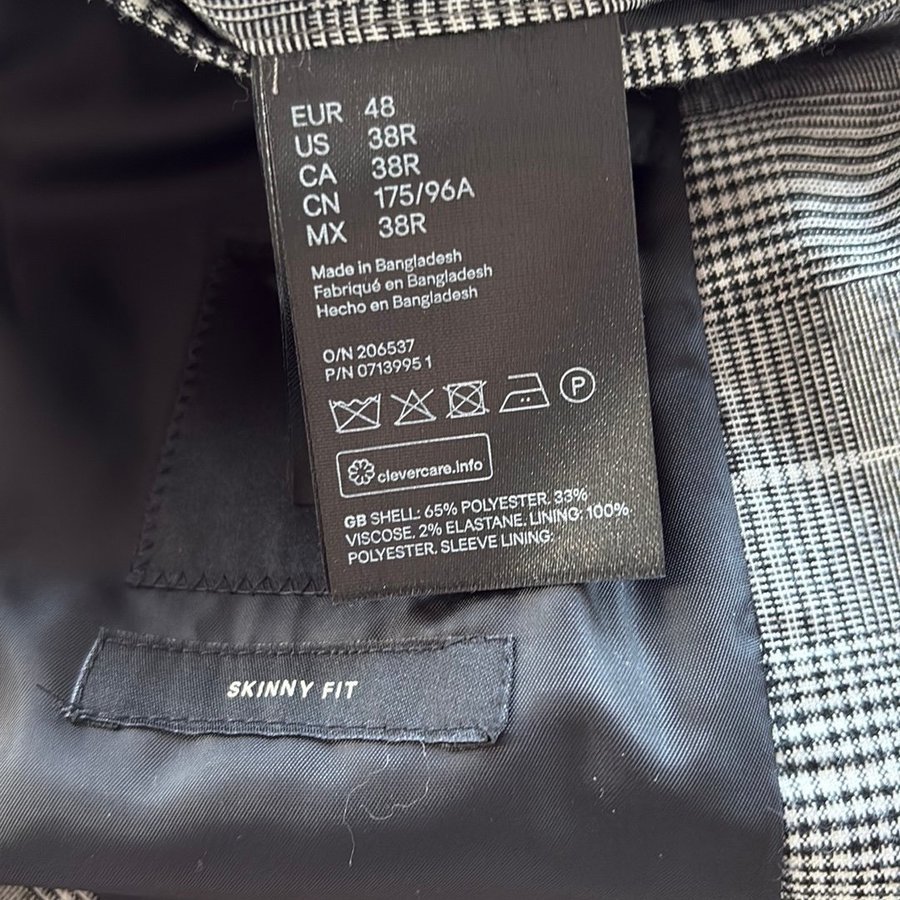 EUR 48
US 38R
CA 38R
CN 175/96A
MX 38R
Made in Bangladesh
Fabriqué en Bangladesh
Hecho en Bangladesh
O/N 206537
P/N 0713995 1
P
clevercare.info
GB SHELL: 65% POLYESTER. 33%
VISCOSE. 2% ELASTANE. LINING: 100%
POLYESTER. SLEEVE LINING:
SKINNY FIT